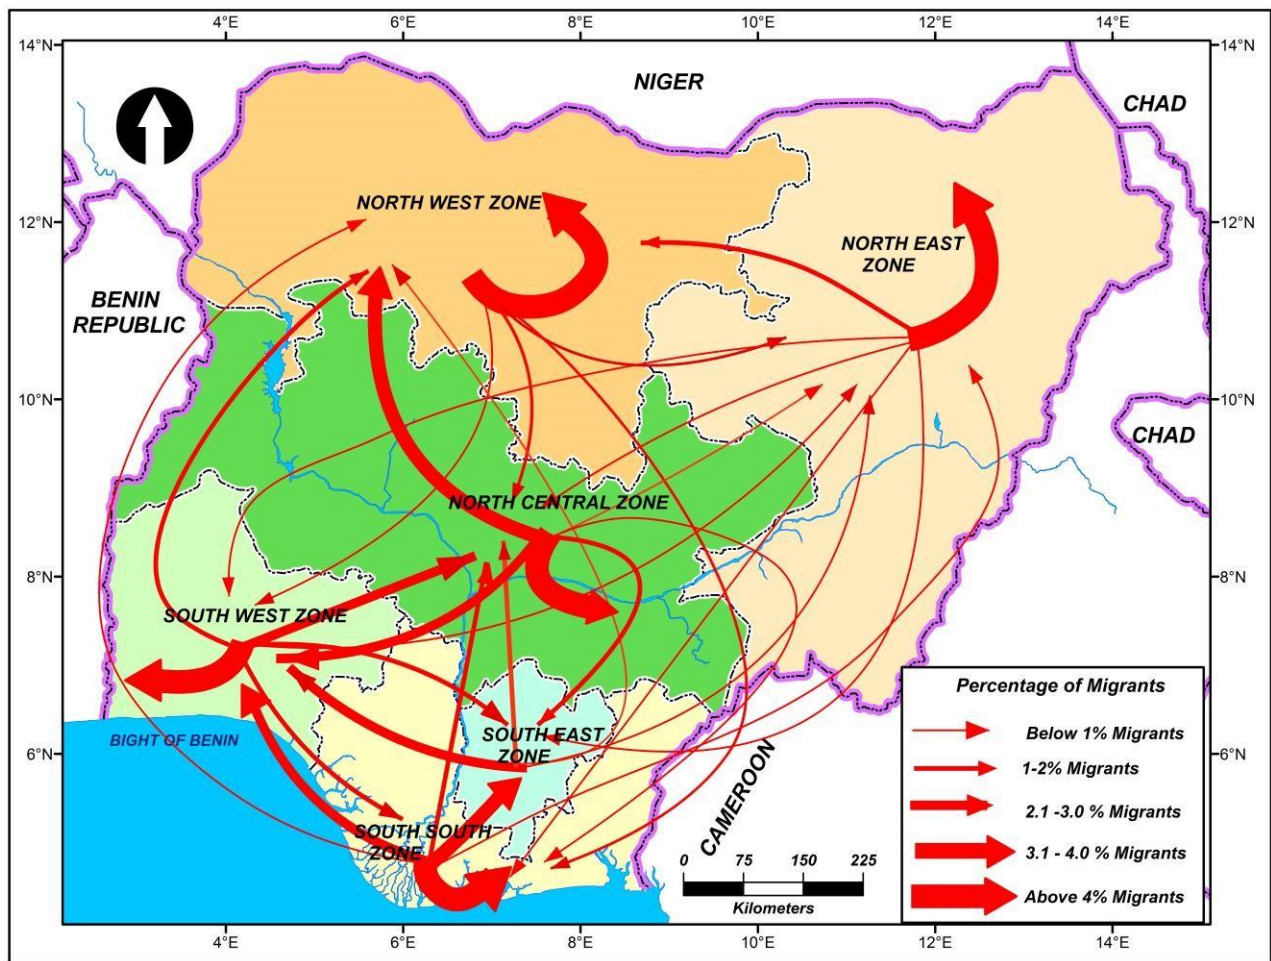 4°E 6°E 8°E 10°E 12°E 14°E
14°N 14°N
NIGER
CHAD
NORTH WEST ZONE
12°N 12°N
NORTH EAST
ZONE
BENIN
REPUBLIC
10°N 10°N
CHAD
NORTH CENTRAL ZONE
8°N 8°N
SOUTH WEST ZONE
Percentage of Migrants
Below 1% Migrants
1-2% Migrants
2.1 -3.0 % Migrants
3.1 - 4.0 % Migrants
Above 4% Migrants
BIGHT OF BENIN
SOUTH EAST
ZONE
6°N 6°N
CAMEROON
SOUTH SOUTH
ZONE
0 75 150 225
Kilometers
4°E 6°E 8°E 10°E 12°E 14°E